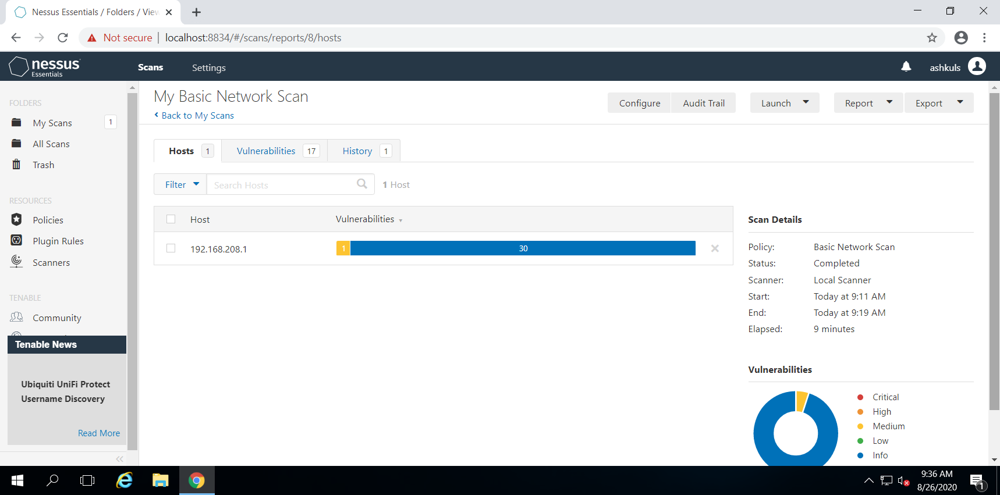 Nessus Essentials / Folders / View
Not secure | localhost:8834/#/scans/reports/8/hosts
nessus
Essentials
Scans
Settings
ashkuls
FOLDERS
My Scans 1
All Scans
Trash
RESOURCES
Policies
Plugin Rules
Scanners
TENABLE
Community
Tenable News
Ubiquiti UniFi Protect
Username Discovery
Read More
My Basic Network Scan
Back to My Scans
Configure
Audit Trail
Launch
Report
Export
Hosts 1
Vulnerabilities 17
History 1
Filter
Search Hosts
1 Host
Host
Vulnerabilities
192.168.208.1
1
30
Scan Details
Policy: Basic Network Scan
Status: Completed
Scanner: Local Scanner
Start: Today at 9:11 AM
End: Today at 9:19 AM
Elapsed: 9 minutes
Vulnerabilities
Critical
High
Medium
Low
Info
9:36 AM
8/26/2020
1